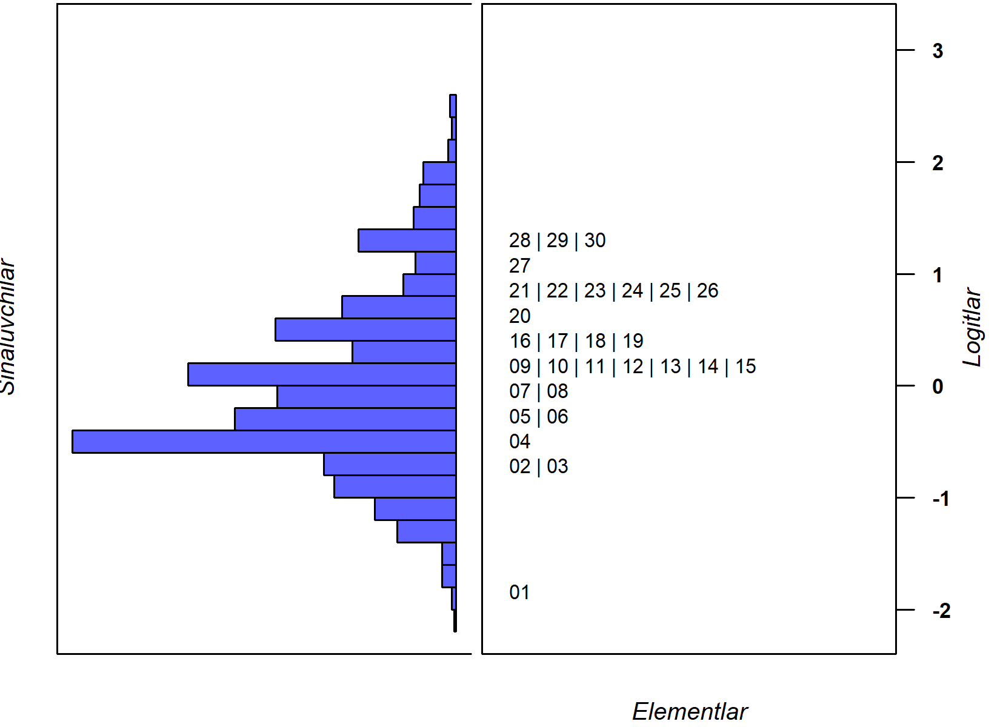 Sinaluvchilar
3
2
28 | 29 | 30
27
1
21 | 22 | 23 | 24 | 25 | 26
20
16 | 17 | 18 | 19
09 | 10 | 11 | 12 | 13 | 14 | 15
0
07 | 08
05 | 06
04
02 | 03
-1
01
-2
Logitlar
Elementlar